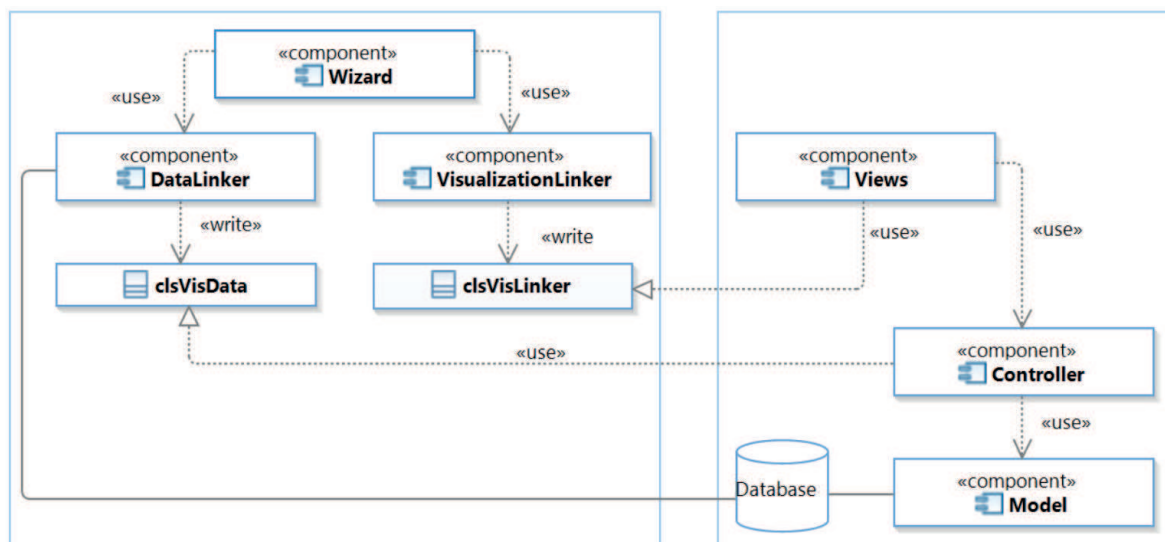 «component»
Wizard
«use»
«use»
«component»
DataLinker
«component»
VisualizationLinker
«component»
Views
«write»
«write
«use»
«use»
clsVisData
clsVisLinker
«use»
«component»
Controller
«use»
«component»
Model
Database